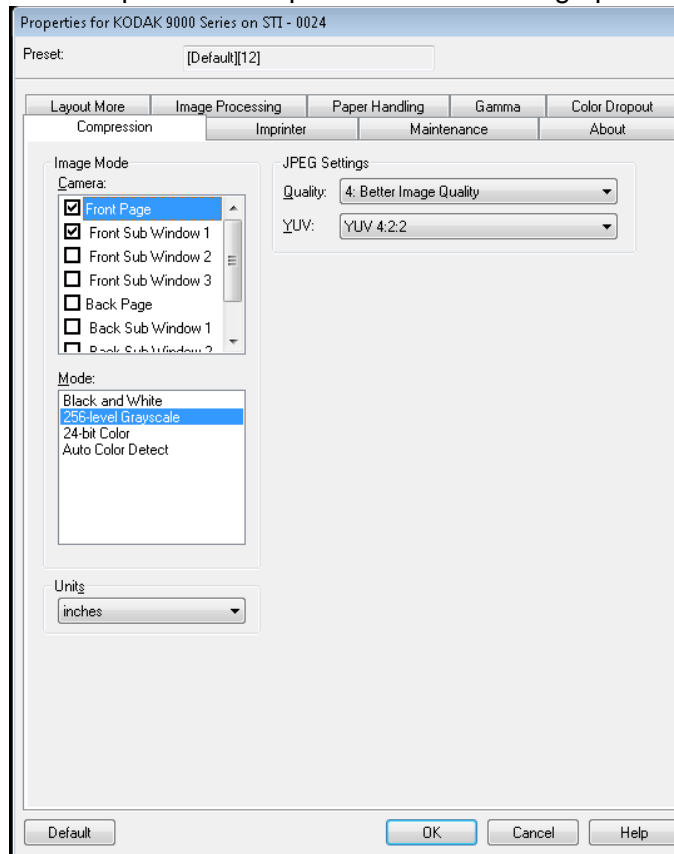 Properties for KODAK 9000 Series on STI - 0024
Preset: [Default][12]
Layout More Image Processing Paper Handling Gamma Color Dropout
Compression Imprinter Maintenance About
Image Mode
Camera:
Front Page
Front Sub Window 1
Front Sub Window 2
Front Sub Window 3
Back Page
Back Sub Window 1
Back Sub Window 2
Mode:
Black and White
256-level Grayscale
24-bit Color
Auto Color Detect
Units
inches
JPEG Settings
Quality: 4: Better Image Quality
YUV: YUV 4:2:2
Default OK Cancel Help